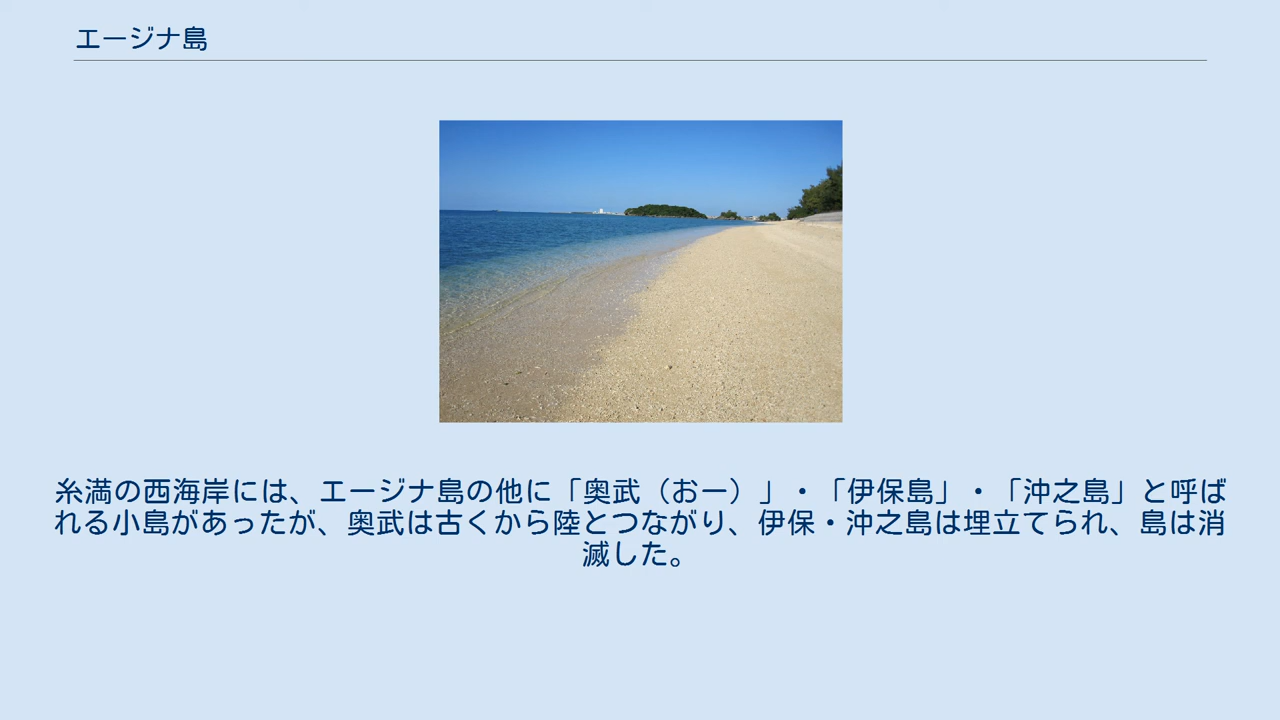 エージナ島
糸満の西海岸には、エージナ島の他に「奥武（おー）」・「伊保島」・「沖之島」と呼ば
れる小島があったが、奥武は古くから陸とつながり、伊保・沖之島は埋立てられ、島は消
滅した。